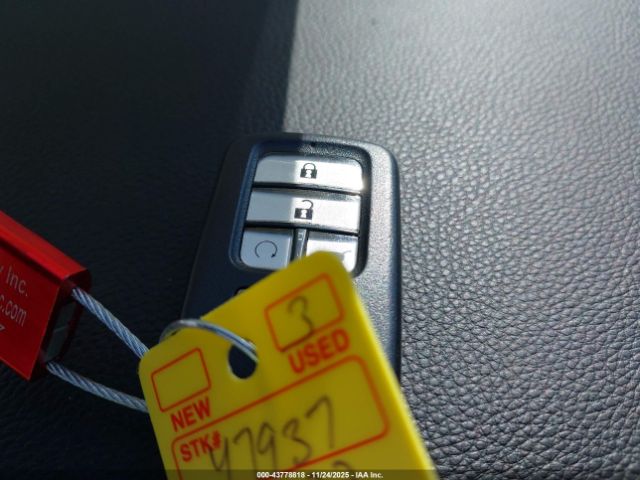 y Inc.
c.com
z
3
USED
NEW
STK# 47937
000-43778818 - 11/24/2025 - IAA Inc.